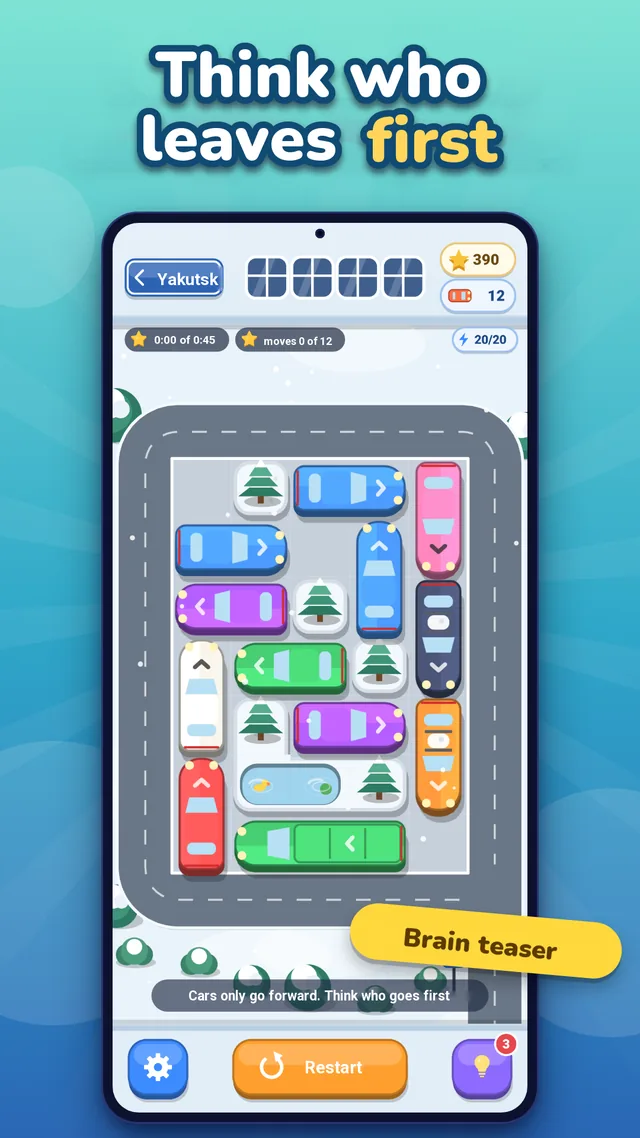 Think who
leaves first
Yakutsk
390
12
0:00 of 0:45
moves 0 of 12
20/20
Brain teaser
Cars only go forward. Think who goes first
3
Restart